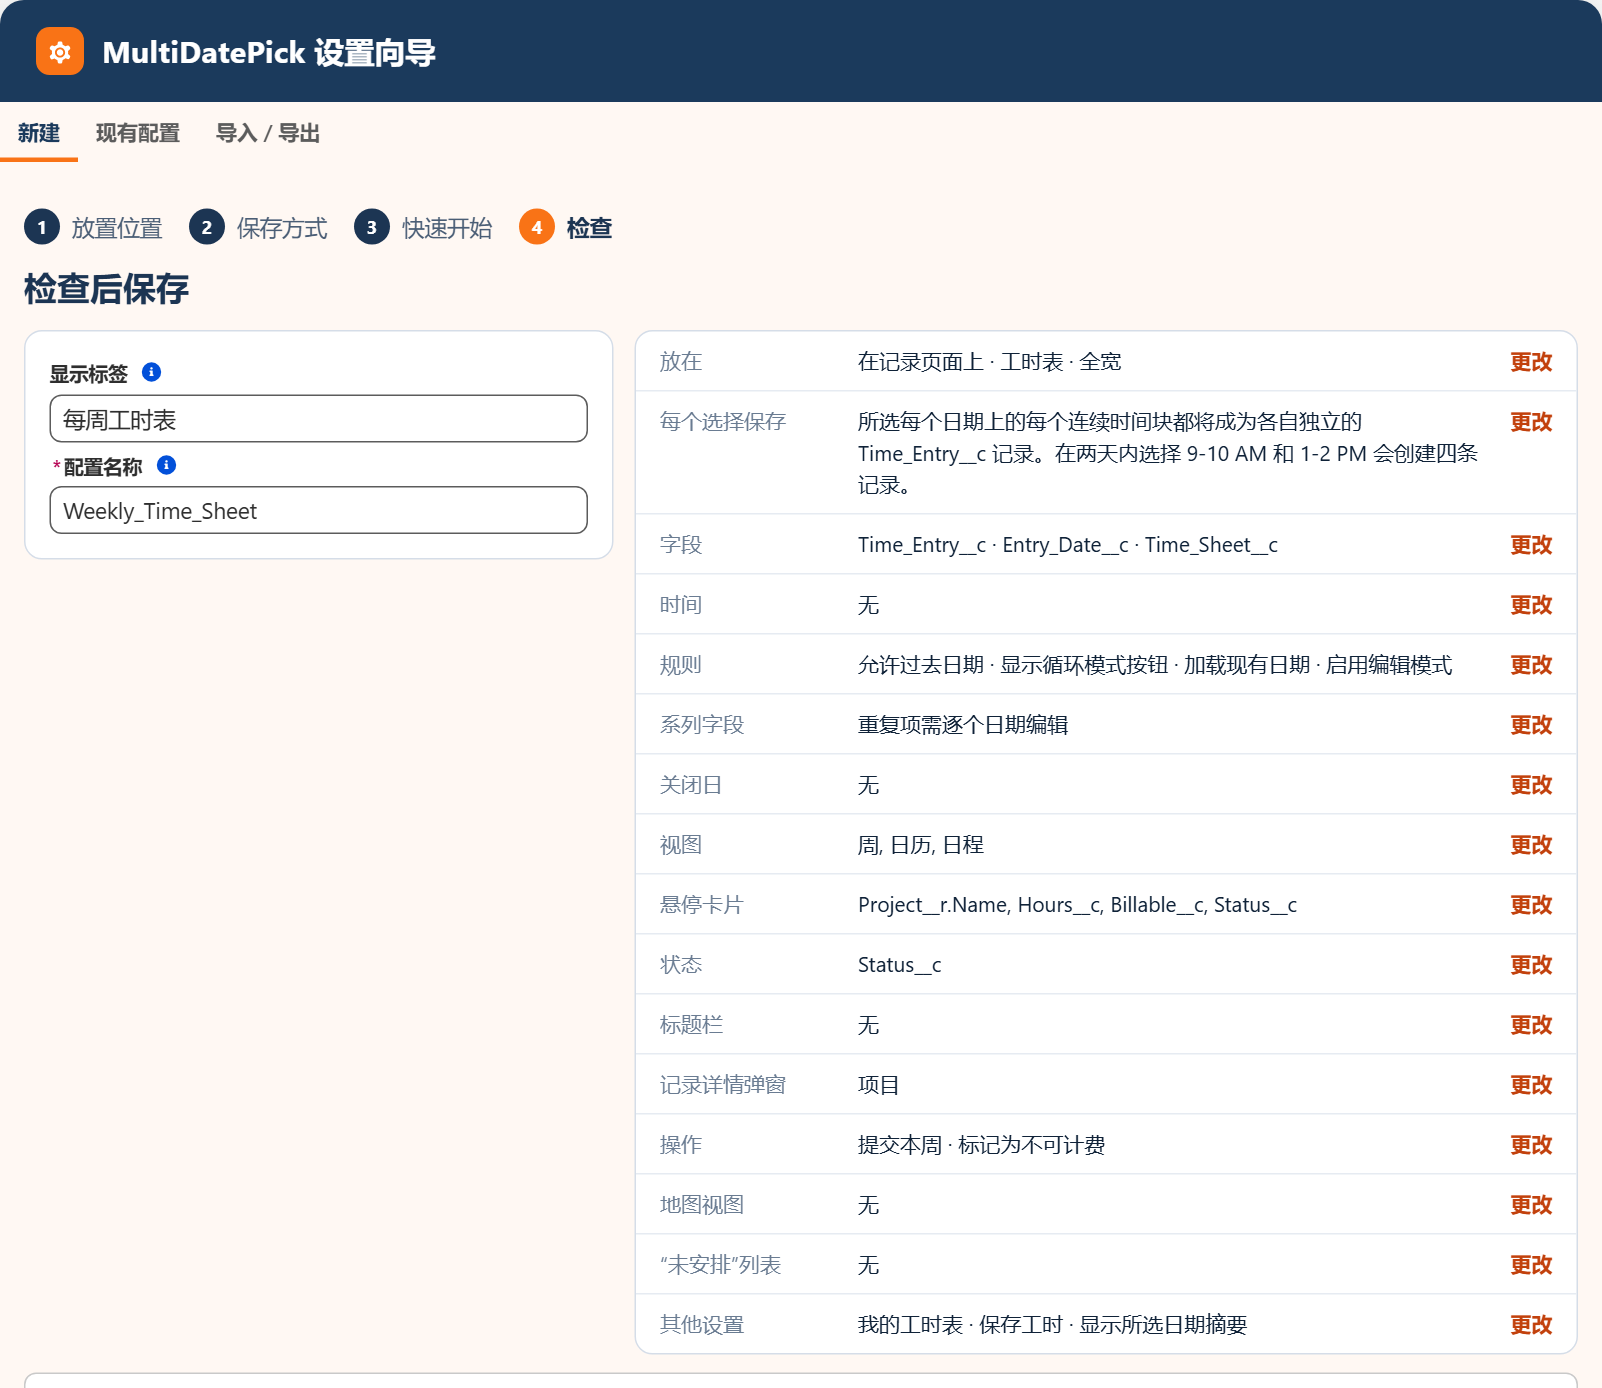 MultiDatePick 设置向导
新建 现有配置 导入 / 导出
1 放置位置 2 保存方式 3 快速开始 4 检查
检查后保存
显示标签
每周工时表
*配置名称
Weekly_Time_Sheet
放在 在记录页面上 · 工时表 · 全宽 更改
每个选择保存 所选每个日期上的每个连续时间块都将成为各自独立的 更改
Time_Entry__c 记录。在两天内选择 9-10 AM 和 1-2 PM 会创建四条
记录。
字段 Time_Entry__c · Entry_Date__c · Time_Sheet__c 更改
时间 无 更改
规则 允许过去日期 · 显示循环模式按钮 · 加载现有日期 · 启用编辑模式 更改
系列字段 重复项需逐个日期编辑 更改
关闭日 无 更改
视图 周, 日历, 日程 更改
悬停卡片 Project__r.Name, Hours__c, Billable__c, Status__c 更改
状态 Status__c 更改
标题栏 无 更改
记录详情弹窗 项目 更改
操作 提交本周 · 标记为不可计费 更改
地图视图 无 更改
“未安排”列表 无 更改
其他设置 我的工时表 · 保存工时 · 显示所选日期摘要 更改